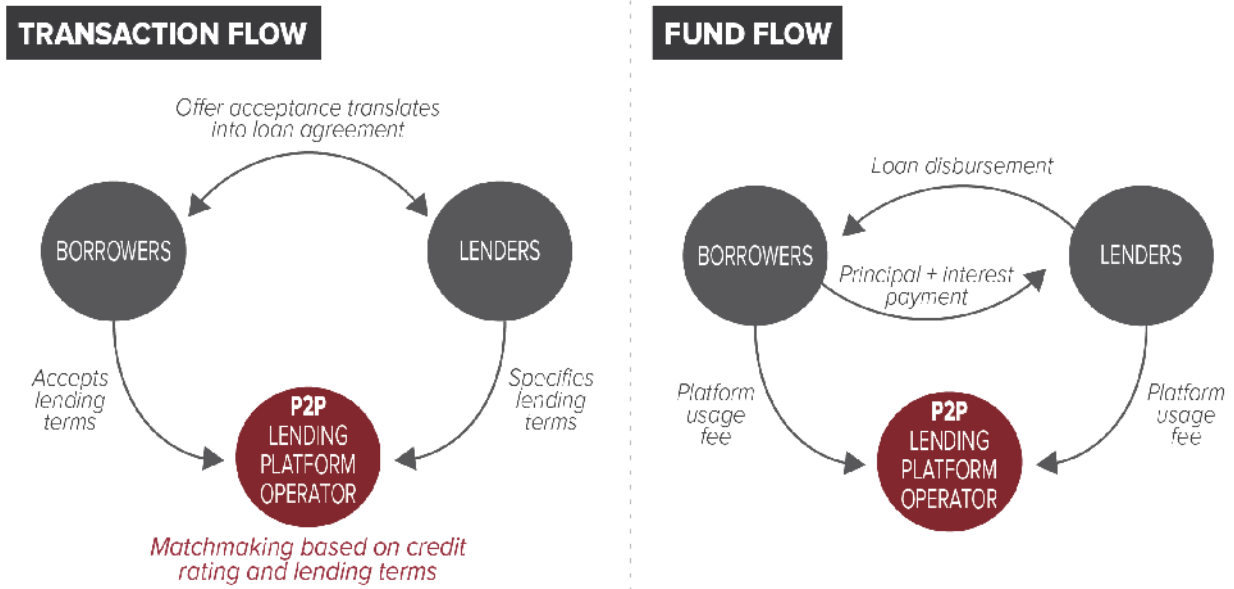 TRANSACTION FLOW
Offer acceptance translates
into loan agreement
BORROWERS
LENDERS
Accepts
lending
terms
Specifics
lending
terms
P2P
LENDING
PLATFORM
OPERATOR
Matchmaking based on credit
rating and lending terms
FUND FLOW
Loan disbursement
BORROWERS
LENDERS
Principal + interest
payment
Platform
usage
fee
Platform
usage
fee
P2P
LENDING
PLATFORM
OPERATOR